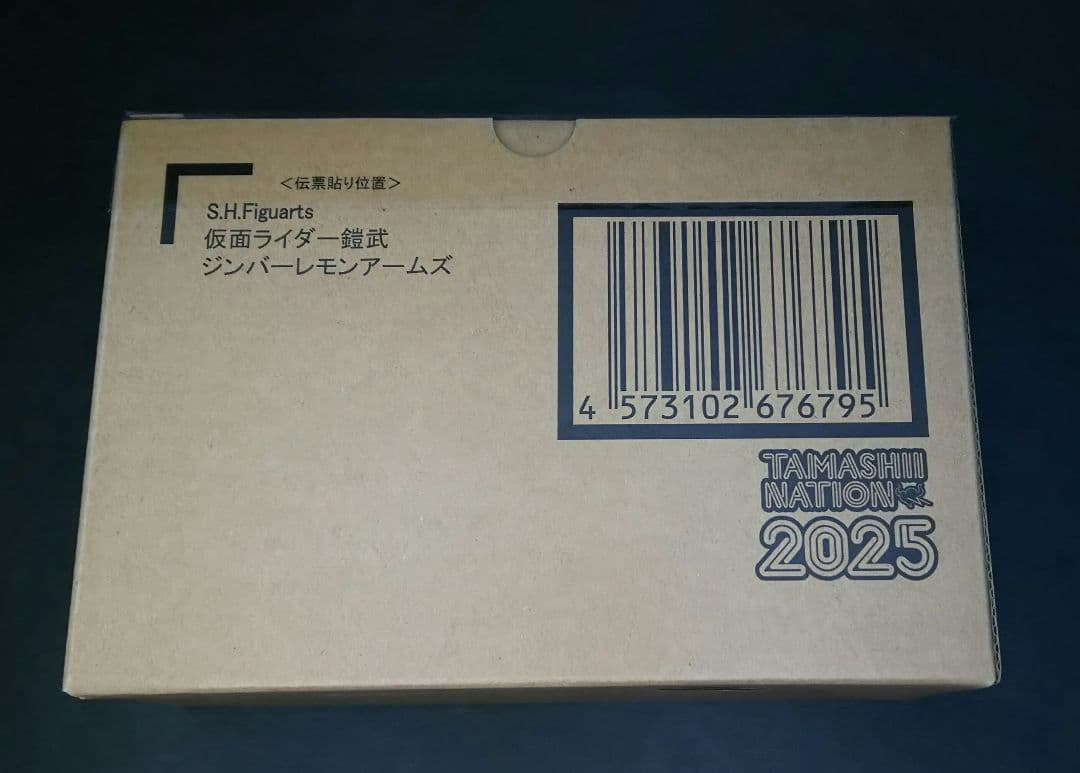 <伝票貼り位置>
S.H.Figuarts
仮面ライダー鎧武
ジンバーレモンアームズ
4 573102 676795
TAMASHII
NATION
2025